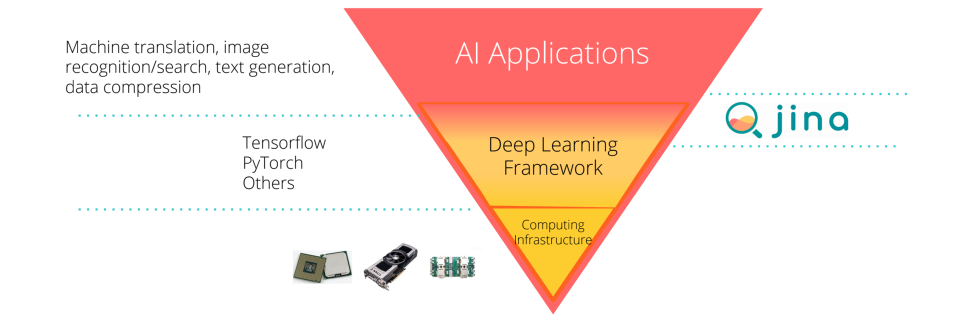 Machine translation, image
recognition/search, text generation,
data compression
AI Applications
jina
Tensorflow
PyTorch
Others
Deep Learning
Framework
Computing
Infrastructure